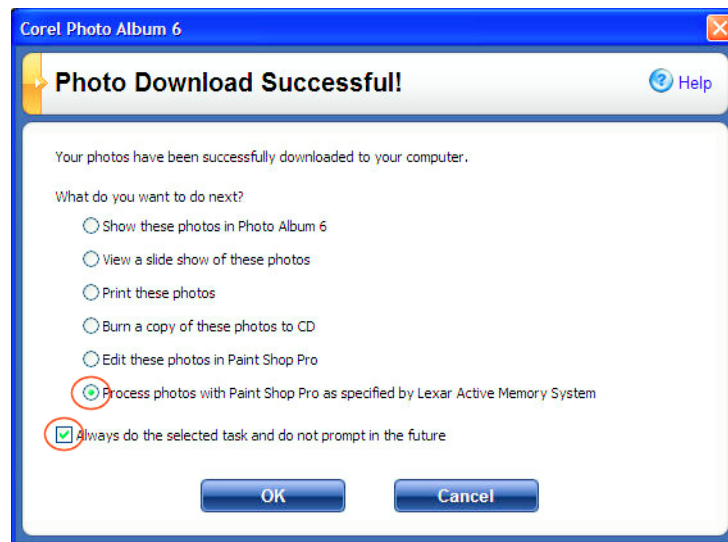 Corel Photo Album 6
Photo Download Successful!
Help
Your photos have been successfully downloaded to your computer.
What do you want to do next?
Show these photos in Photo Album 6
View a slide show of these photos
Print these photos
Burn a copy of these photos to CD
Edit these photos in Paint Shop Pro
Process photos with Paint Shop Pro as specified by Lexar Active Memory System
Always do the selected task and do not prompt in the future
OK
Cancel